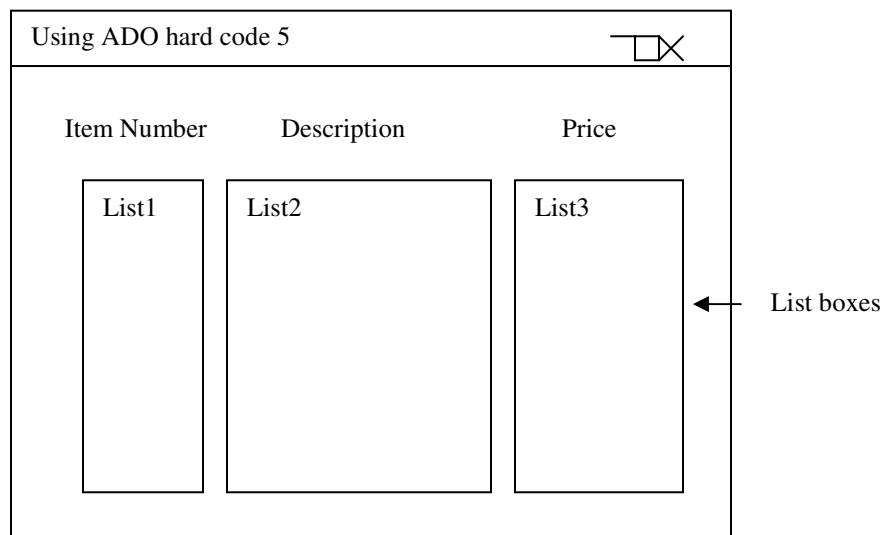 Using ADO hard code 5
Item Number Description Price
List1 List2 List3
List boxes